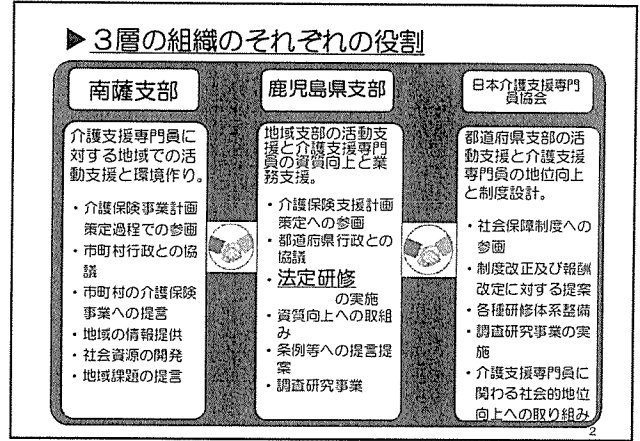 ▶３層の組織のそれぞれの役割
南薩支部
介護支援専門員に
対する地域での活
動支援と環境作り。
・介護保険事業計画
策定過程での参画
・市町村行政との協
議
・市町村の介護保険
事業への提言
・地域の情報提供
・社会資源の開発
・地域課題の提言
鹿児島県支部
地域支部の活動支
援と介護支援専門
員の資質向上と業
務支援。
・介護保険支援計画
策定への参画
・都道府県行政との
協議
・法定研修
の実施
・資質向上への取組
み
・条例等への提言提
案
・調査研究事業
日本介護支援専門
員協会
都道府県支部の活
動支援と介護支援
専門員の地位向上
と制度設計。
・社会保障制度への
参画
・制度改正及び報酬
改定に対する提案
・各種研修体系整備
・調査研究事業の実
施
・介護支援専門員に
関わる社会的地位
向上への取り組み
2